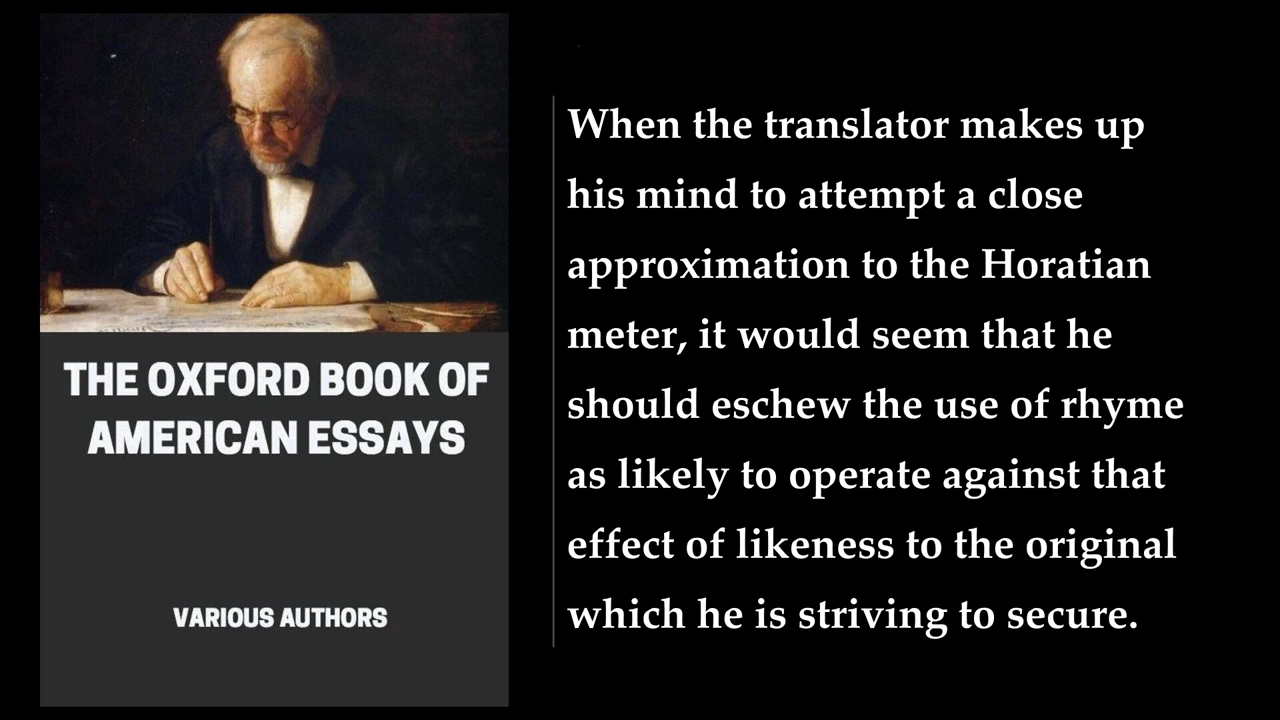 THE OXFORD BOOK OF
AMERICAN ESSAYS
VARIOUS AUTHORS
When the translator makes up
his mind to attempt a close
approximation to the Horatian
meter, it would seem that he
should eschew the use of rhyme
as likely to operate against that
effect of likeness to the original
which he is striving to secure.